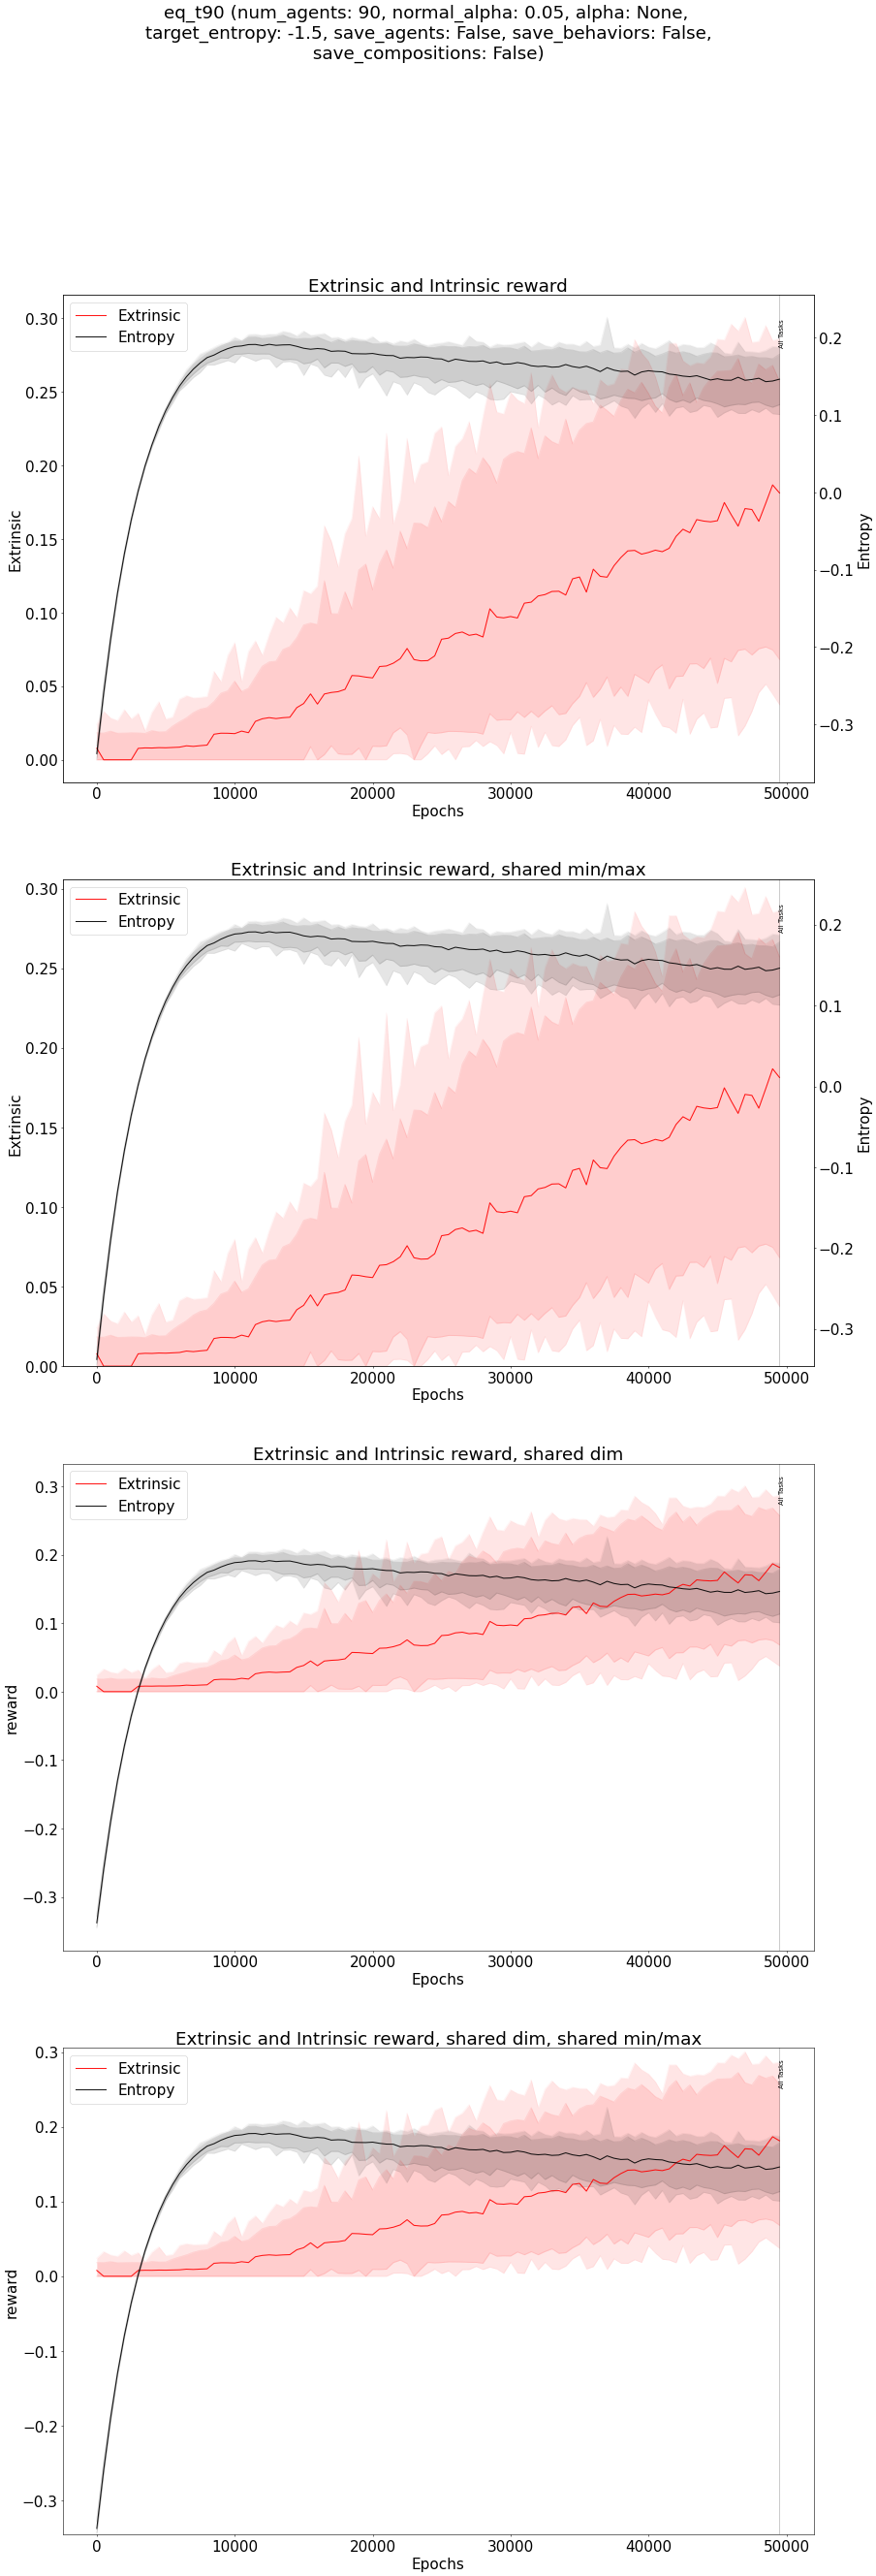 eq_t90 (num_agents: 90, normal_alpha: 0.05, alpha: None,
target_entropy: -1.5, save_agents: False, save_behaviors: False,
save_compositions: False)
Extrinsic and Intrinsic reward
Extrinsic
Entropy
All Tasks
0.30
0.25
0.20
0.15
0.10
0.05
0.00
Extrinsic
0.2
0.1
0.0
−0.1
−0.2
−0.3
Entropy
0 10000 20000 30000 40000 50000
Epochs
Extrinsic and Intrinsic reward, shared min/max
Extrinsic
Entropy
All Tasks
0.30
0.25
0.20
0.15
0.10
0.05
0.00
Extrinsic
0.2
0.1
0.0
−0.1
−0.2
−0.3
Entropy
0 10000 20000 30000 40000 50000
Epochs
Extrinsic and Intrinsic reward, shared dim
Extrinsic
Entropy
All Tasks
0.3
0.2
0.1
0.0
−0.1
−0.2
−0.3
reward
0 10000 20000 30000 40000 50000
Epochs
Extrinsic and Intrinsic reward, shared dim, shared min/max
Extrinsic
Entropy
All Tasks
0.3
0.2
0.1
0.0
−0.1
−0.2
−0.3
reward
0 10000 20000 30000 40000 50000
Epochs